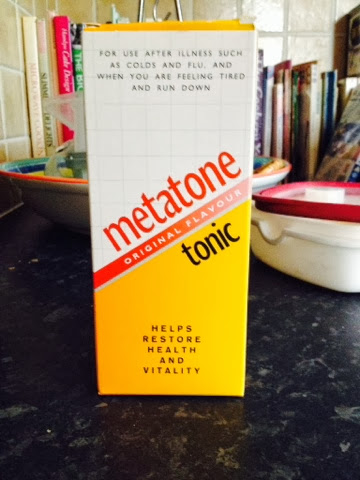 FOR USE AFTER ILLNESS SUCH
AS COLDS AND FLU, AND
WHEN YOU ARE FEELING TIRED
AND RUN DOWN
metatone
ORIGINAL FLAVOUR
tonic
HELPS
RESTORE
HEALTH
AND
VITALITY